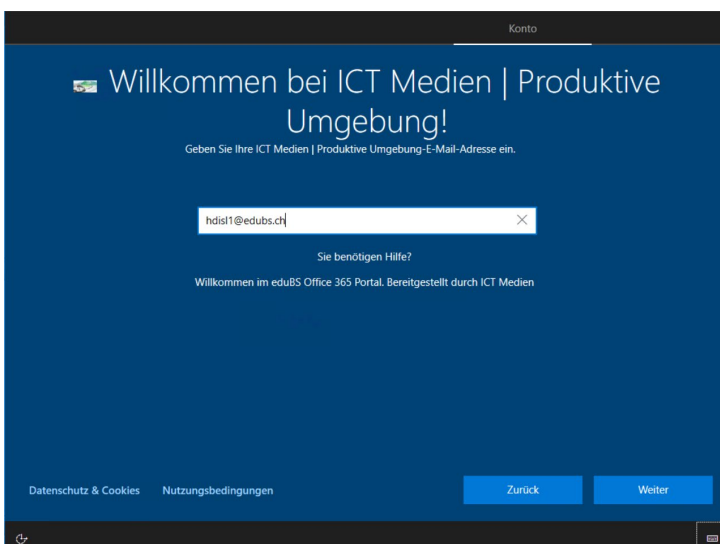 Konto
Willkommen bei ICT Medien | Produktive
Umgebung!
Geben Sie Ihre ICT Medien | Produktive Umgebung-E-Mail-Adresse ein.
hdisl1@edubs.ch
Sie benötigen Hilfe?
Willkommen im eduBS Office 365 Portal. Bereitgestellt durch ICT Medien
Datenschutz & Cookies Nutzungsbedingungen Zurück Weiter